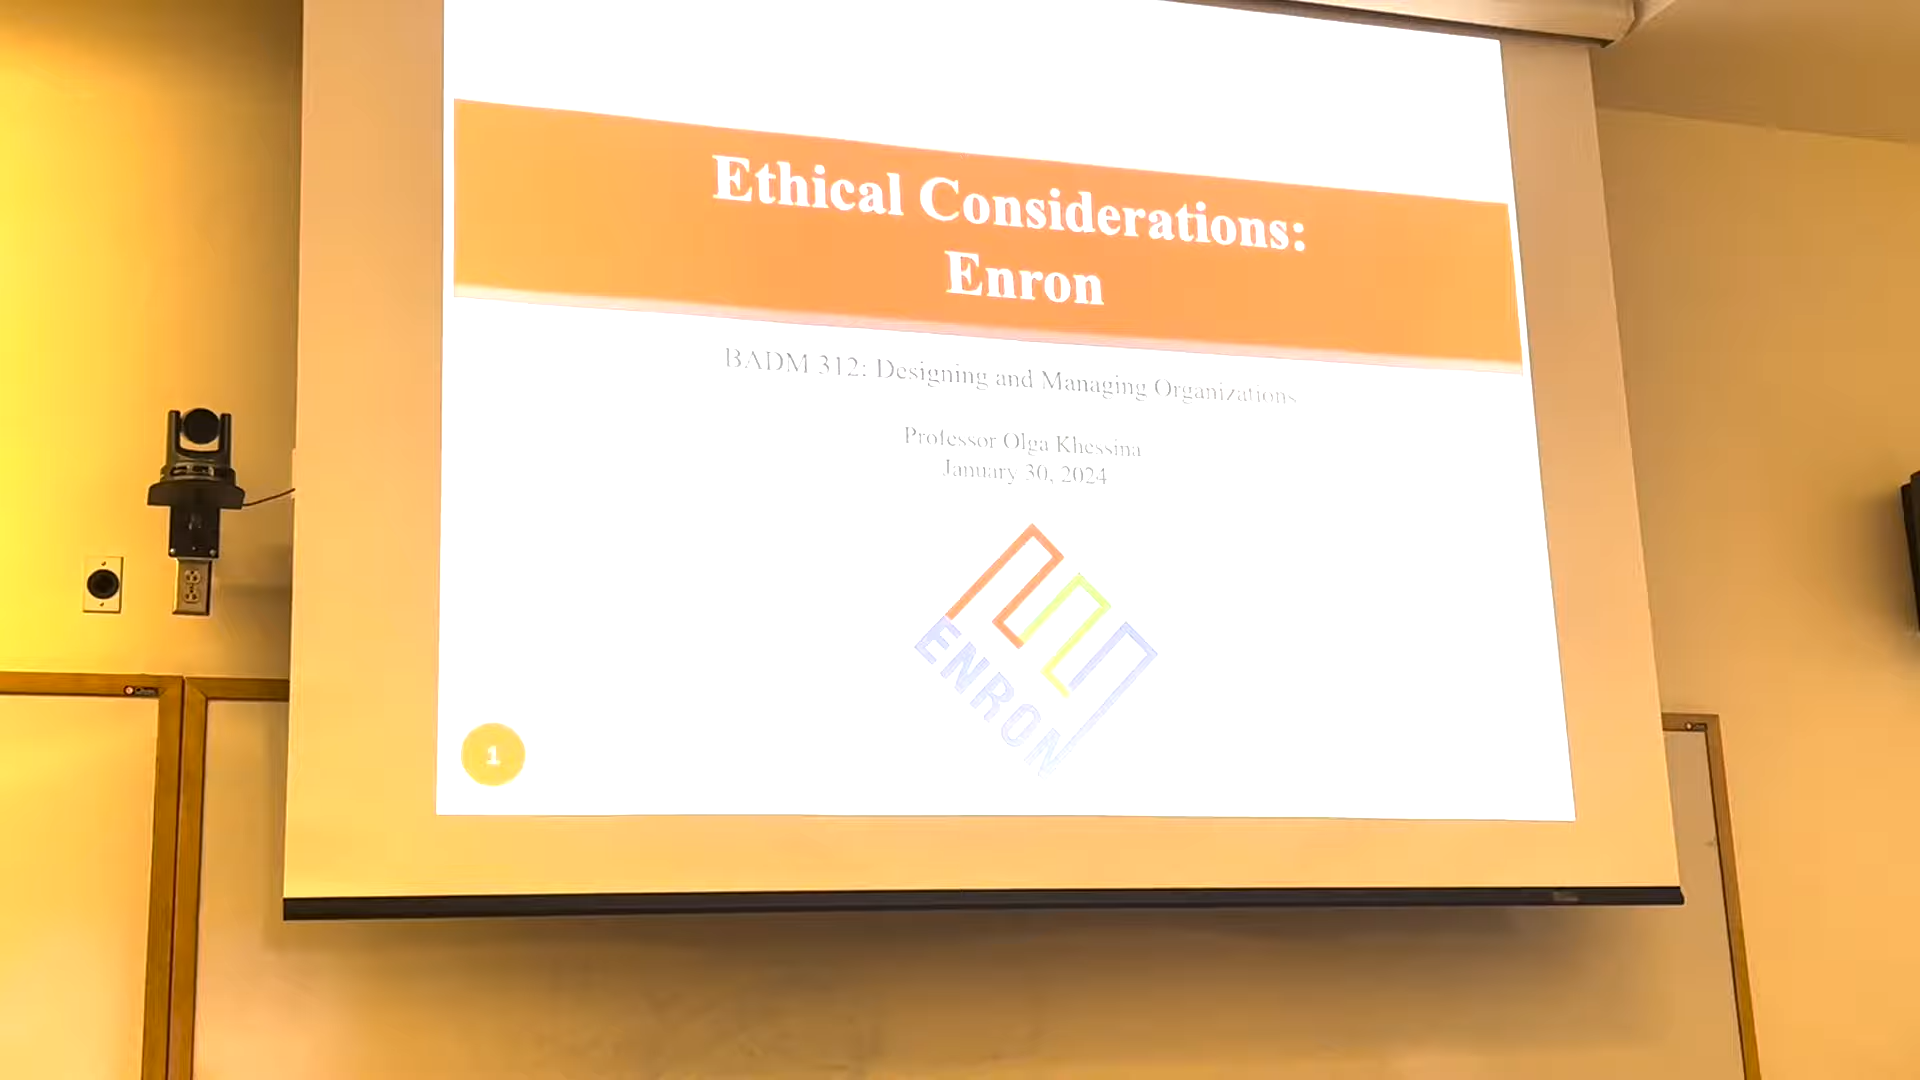 Ethical Considerations:
Enron
BADM 312: Designing and Managing Organizations
Professor Olga Khessina
January 30, 2024
ENRON
1